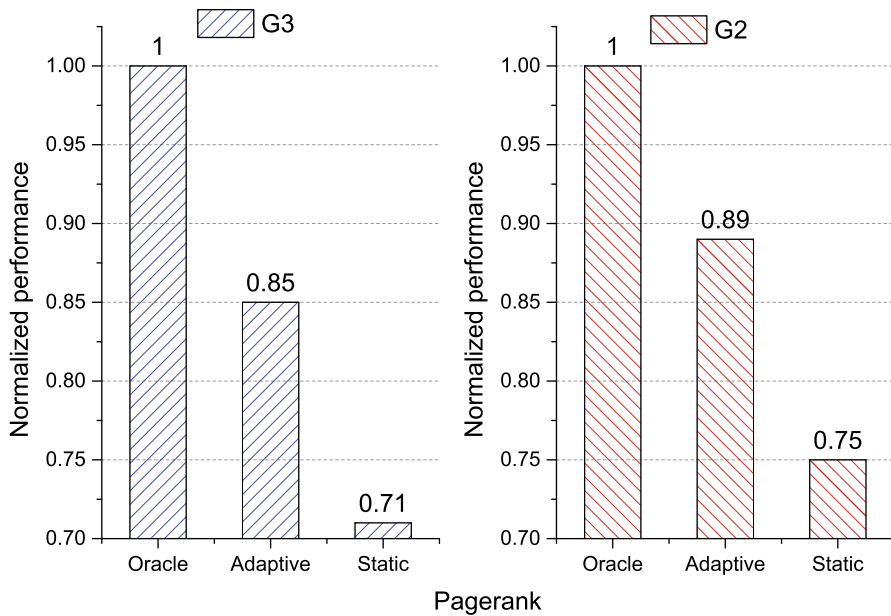 G3
1
1.00
0.95
0.90
0.85
0.80
0.75
0.70
0.85
0.71
Normalized performance
Oracle Adaptive Static
G2
1
1.00
0.95
0.90
0.85
0.80
0.75
0.70
0.89
0.75
Normalized performance
Oracle Adaptive Static
Pagerank